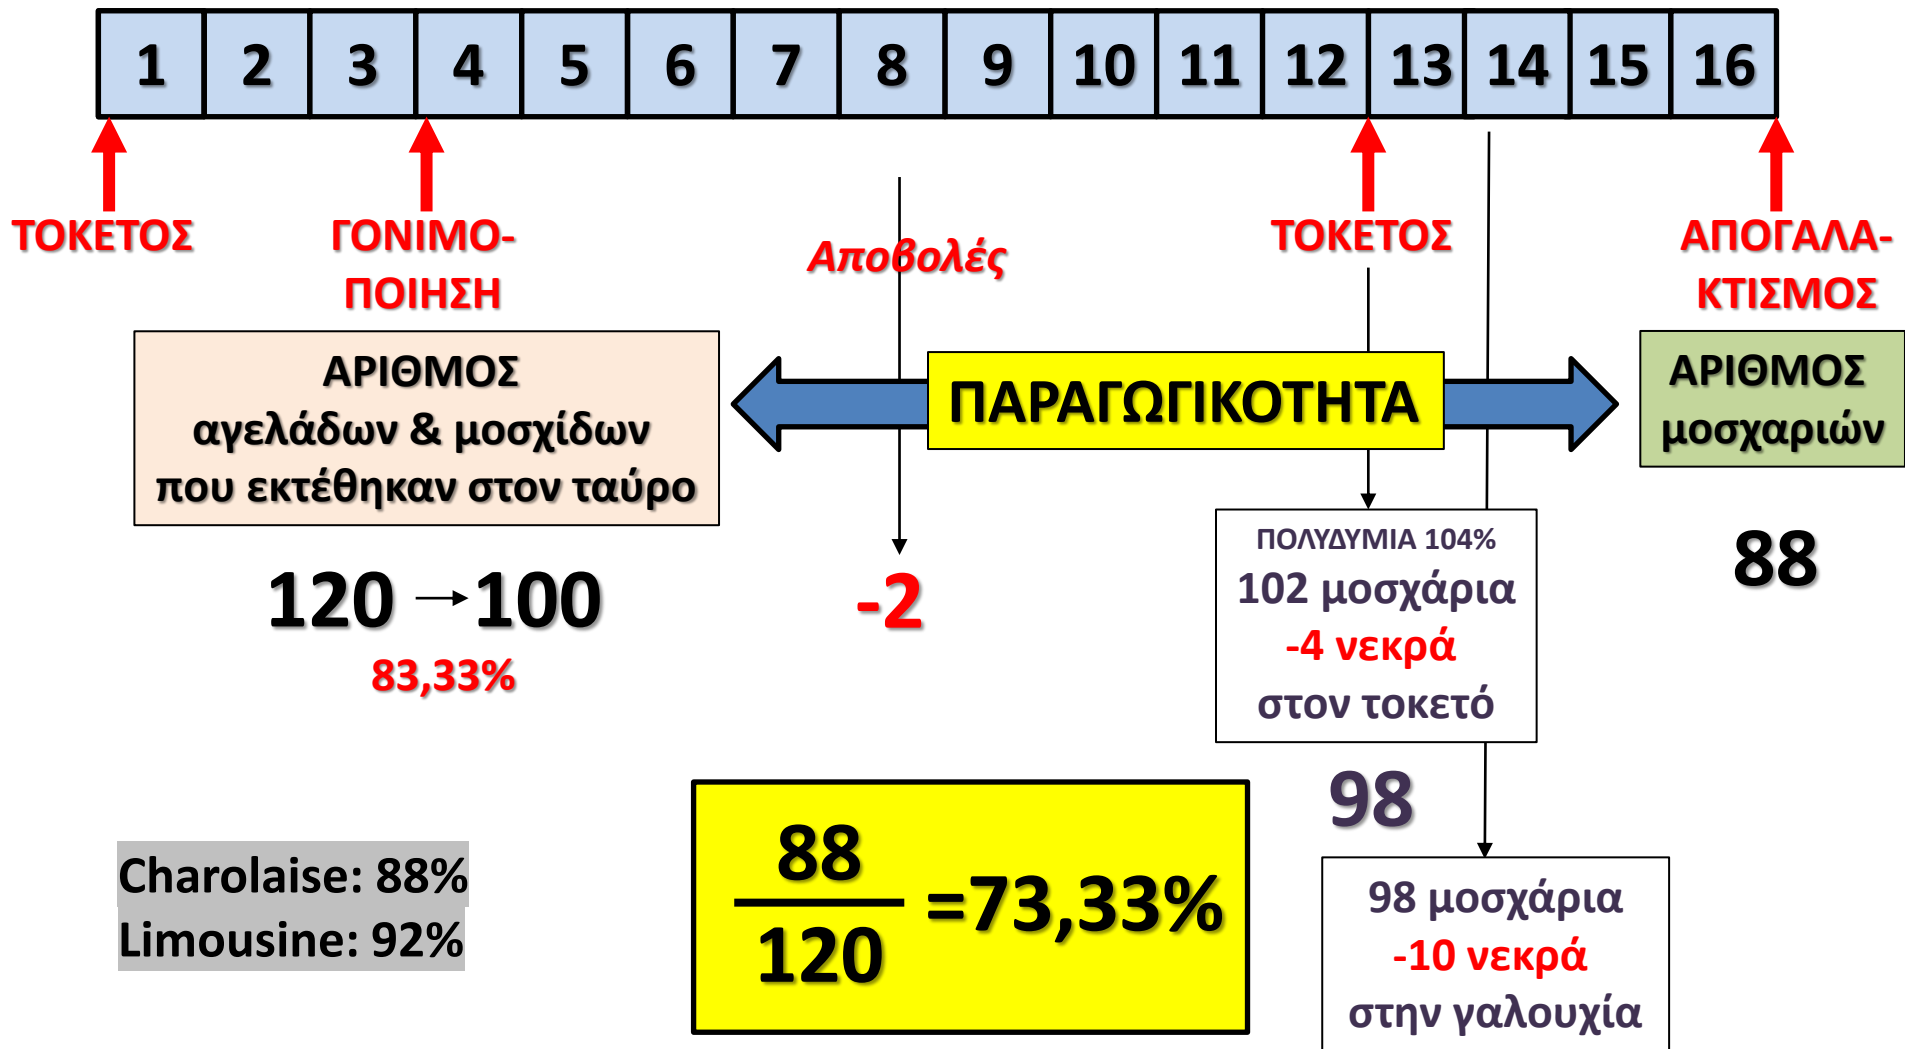 1 2 3 4 5 6 7 8 9 10 11 12 13 14 15 16
ΤΟΚΕΤΟΣ
ΓΟΝΙΜΟ-
ΠΟΙΗΣΗ
Αποβολές
ΤΟΚΕΤΟΣ
ΑΠΟΓΑΛΑ-
ΚΤΙΣΜΟΣ
ΑΡΙΘΜΟΣ
αγελάδων & μοσχίδων
που εκτέθηκαν στον ταύρο
ΠΑΡΑΓΩΓΙΚΟΤΗΤΑ
ΑΡΙΘΜΟΣ
μοσχαριών
120 → 100
83,33%
-2
ΠΟΛΥΔΥΜΙΑ 104%
102 μοσχάρια
-4 νεκρά
στον τοκετό
88
98
98 μοσχάρια
-10 νεκρά
στην γαλουχία
88
120
=73,33%
Charolaise: 88%
Limousine: 92%